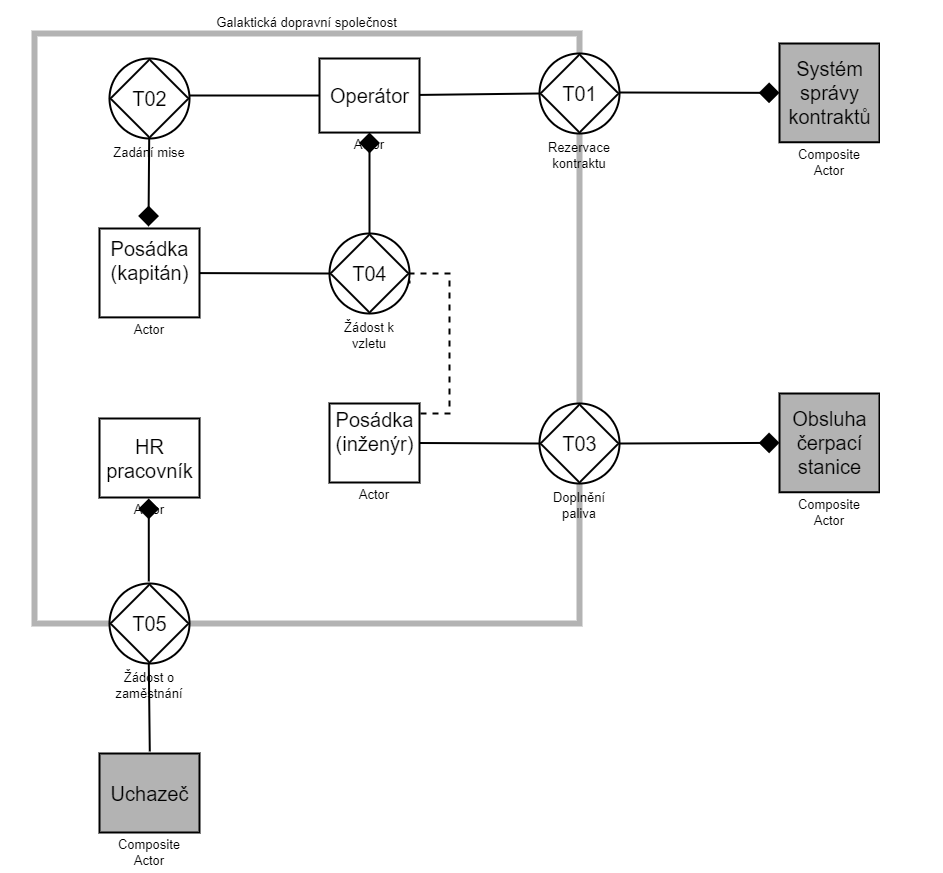 Galaktická dopravní společnost
T02
Zadání mise
Operátor
Actor
T01
Rezervace
kontraktu
Systém
správy
kontraktů
Composite
Actor
Posádka
(kapitán)
Actor
T04
Žádost k
vzletu
HR
pracovník
Actor
Posádka
(inženýr)
Actor
T03
Doplnění
paliva
Obsluha
čerpací
stanice
Composite
Actor
T05
Žádost o
zaměstnání
Uchazeč
Composite
Actor